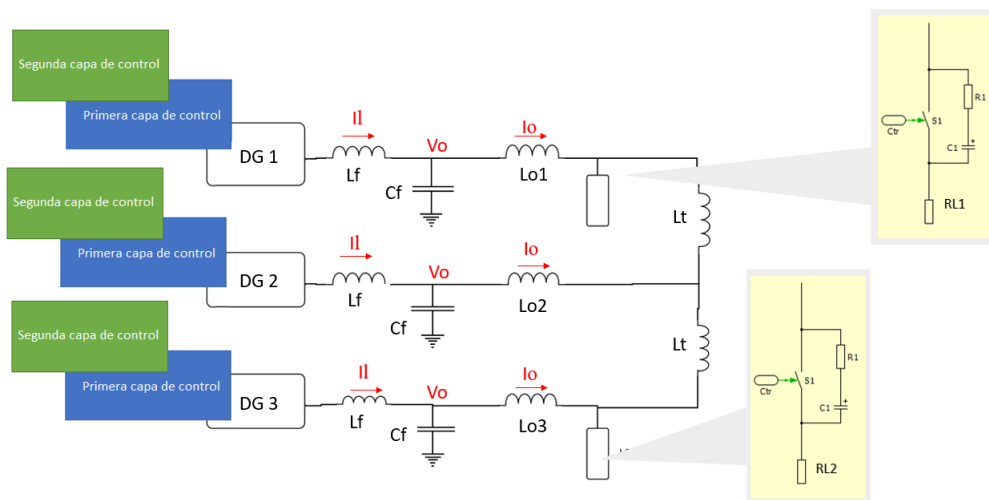 Segunda capa de control
Primera capa de control
DG 1
Il
Lf
Vo
Cf
Io
Lo1
Lt
R1
S1
Ctr
C1
+
RL1
Segunda capa de control
Primera capa de control
DG 2
Il
Lf
Vo
Cf
Io
Lo2
Lt
Segunda capa de control
Primera capa de control
DG 3
Il
Lf
Vo
Cf
Io
Lo3
R1
S1
Ctr
C1
+
RL2